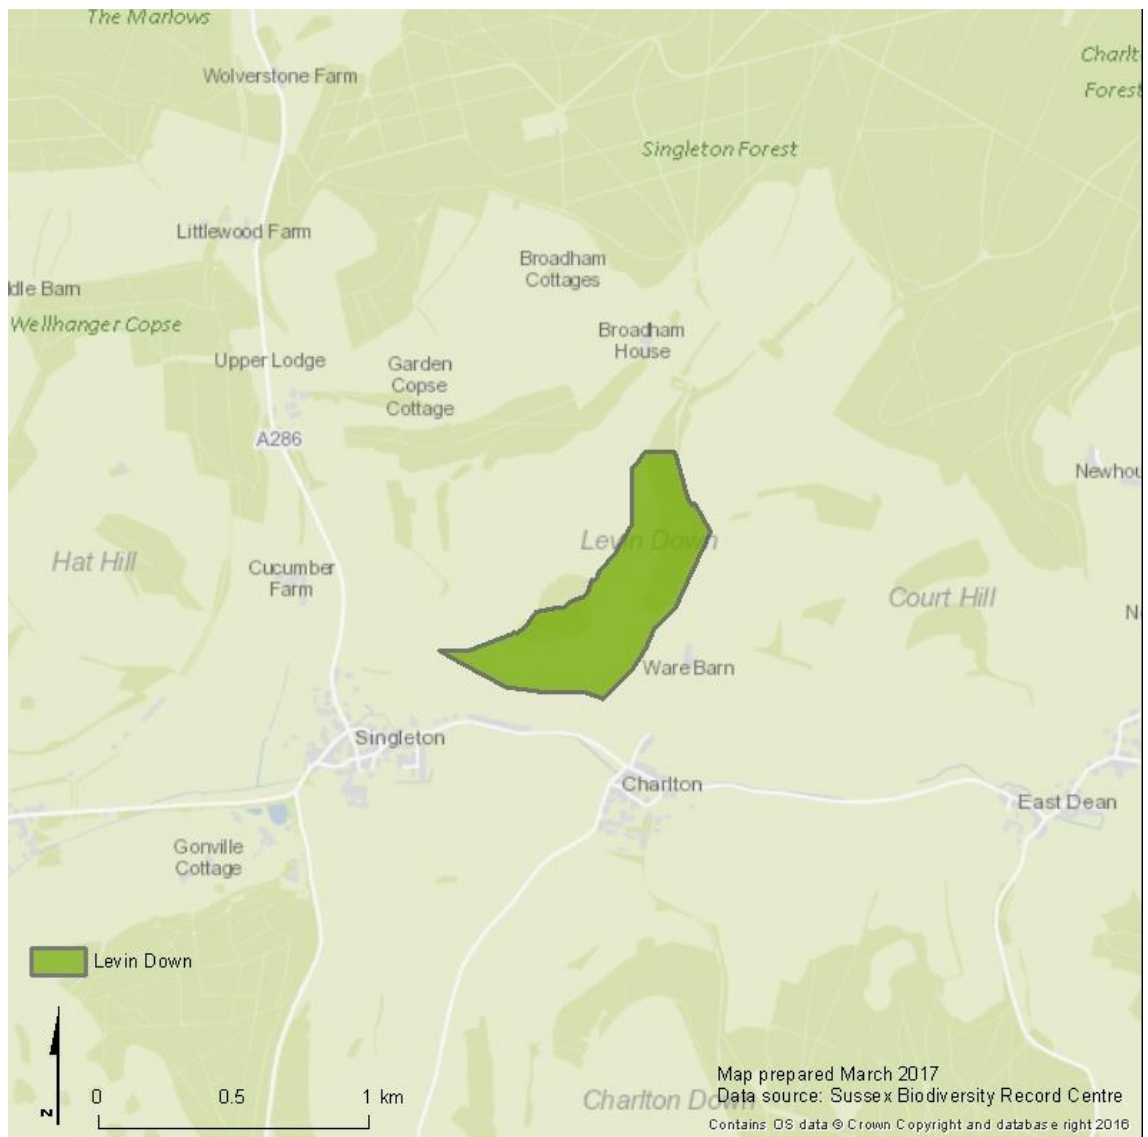 The Marlows
Wolverstone Farm
Charlt
Forest
Singleton Forest
Littlewood Farm
Broadham
Cottages
ddle Barn
Wellhanger Copse
Broadham
House
Upper Lodge
Garden
Copse
Cottage
A286
Newhou
Levin Down
Hat Hill
Cucumber
Farm
Court Hill
N
Ware Barn
Singleton
Charlton
East Dean
Gonville
Cottage
Levin Down
N
0 0.5 1 km
Charlton Down
Map prepared March 2017
Data source: Sussex Biodiversity Record Centre
Contains OS data © Crown Copyright and database right 2016